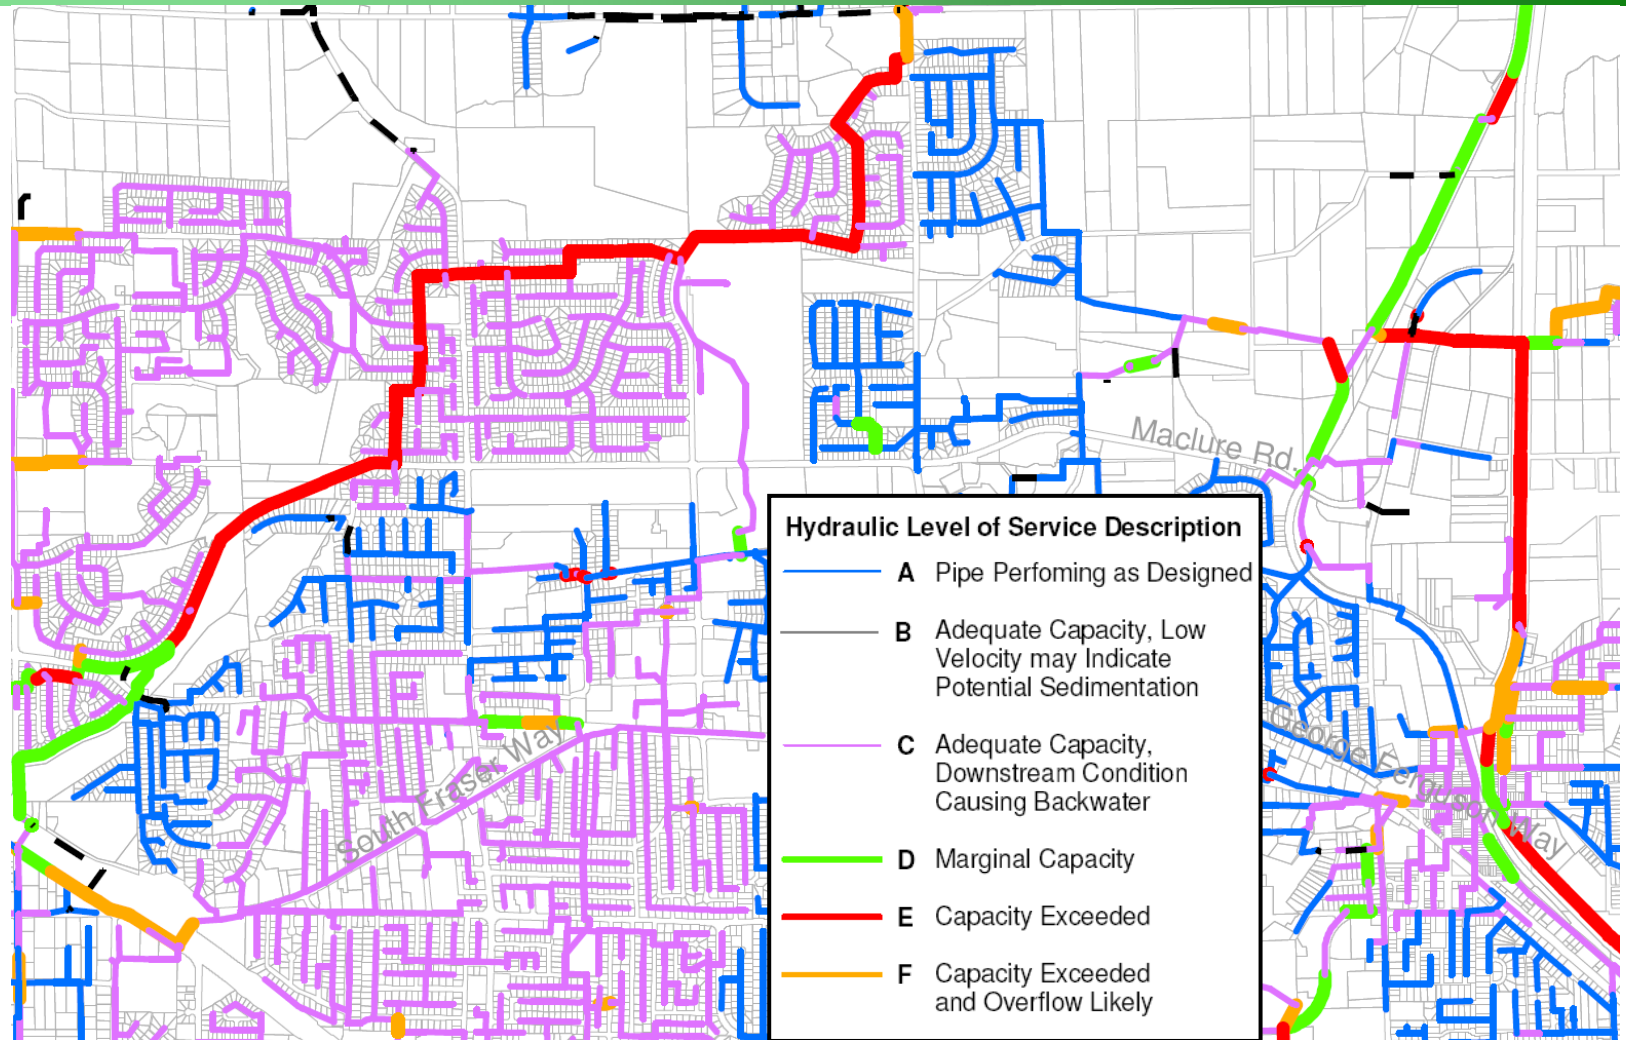 Maclure Rd.
Hydraulic Level of Service Description
A Pipe Perfoming as Designed
B Adequate Capacity, Low
Velocity may Indicate
Potential Sedimentation
C Adequate Capacity,
Downstream Condition
Causing Backwater
D Marginal Capacity
E Capacity Exceeded
F Capacity Exceeded
and Overflow Likely
South Fraser Way
George Ferguson Way